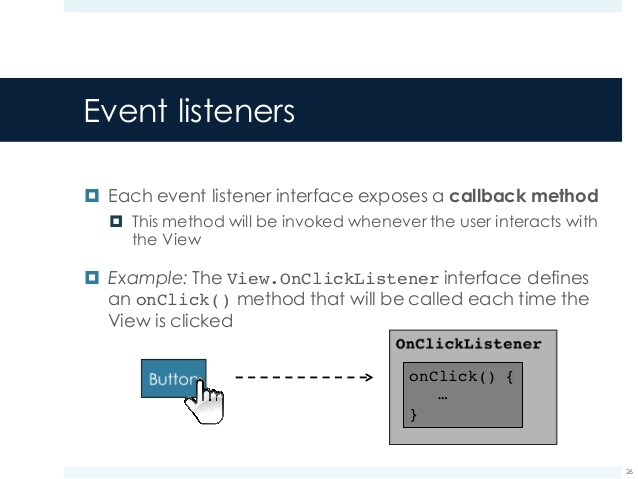 Event listeners
Each event listener interface exposes a callback method
This method will be invoked whenever the user interacts with
the View
Example: The View.OnClickListener interface defines
an onClick() method that will be called each time the
View is clicked
Button
OnClickListener
onClick() {
…
}
26